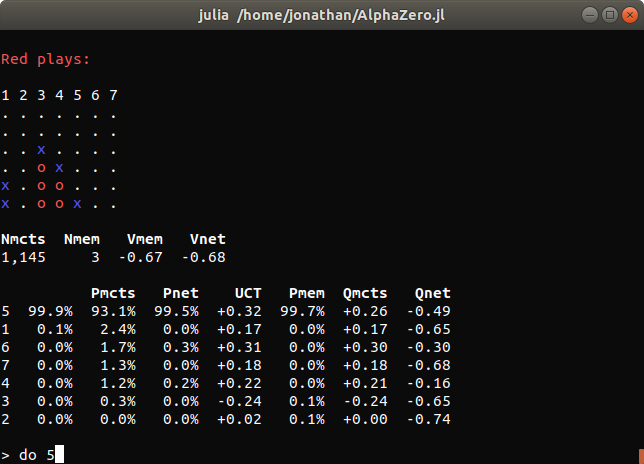 julia /home/jonathan/AlphaZero.jl
Red plays:
1 2 3 4 5 6 7
. . . . . . .
. . . . . . .
. . x . . . .
. . o x . . .
x . o o . . .
x . o o x . .
Nmcts Nmem Vmem Vnet
1,145 3 -0.67 -0.68
Pmcts Pnet UCT Pmem Qmcts Qnet
5 99.9% 93.1% 99.5% +0.32 99.7% +0.26 -0.49
1 0.1% 2.4% 0.0% +0.17 0.0% +0.17 -0.65
6 0.0% 1.7% 0.3% +0.31 0.0% +0.30 -0.30
7 0.0% 1.3% 0.0% +0.18 0.0% +0.18 -0.68
4 0.0% 1.2% 0.2% +0.22 0.0% +0.21 -0.16
3 0.0% 0.3% 0.0% -0.24 0.1% -0.24 -0.65
2 0.0% 0.0% 0.0% +0.02 0.1% +0.00 -0.74
> do 5